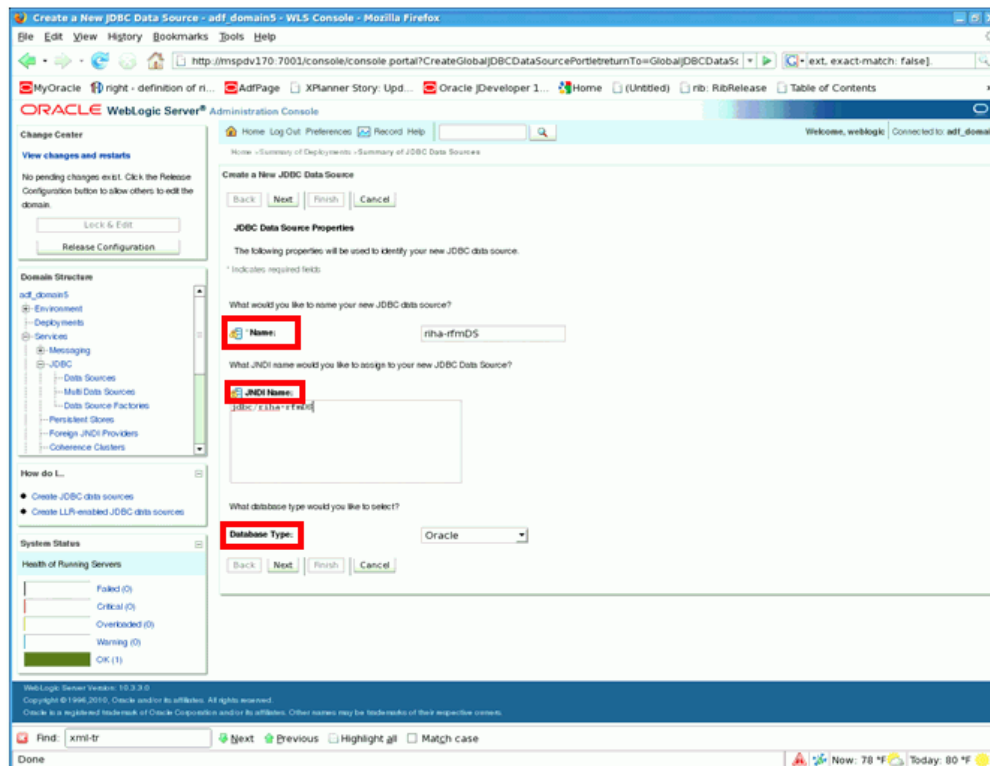 Create a New JDBC Data Source - adf_domain5 - WLS Console - Mozilla Firefox
File Edit View History Bookmarks Tools Help
http://mspdv170:7001/console/console.portal?CreateGlobalJDBCDataSourcePortletreturnTo=GlobalJDBCDataSc
ext, exact-match: false].
MyOracle right - definition of ri... AdfPage XPlanner Story: Upd... Oracle JDeveloper 1... Home (Untitled) rib: RibRelease Table of Contents
ORACLE WebLogic Server® Administration Console
Change Center
View changes and restarts
No pending changes exist. Click the Release
Configuration button to allow others to edit the
domain.
Lock & Edit
Release Configuration
Domain Structure
adf_domain5
Environment
Deployments
Services
Messaging
JDBC
Data Sources
Multi Data Sources
Data Source Factories
Persistent Stores
Foreign JNDI Providers
Coherence Clusters
How do I...
Create JDBC data sources
Create LLR-enabled JDBC data sources
System Status
Health of Running Servers
Failed (0)
Critical (0)
Overloaded (0)
Warning (0)
OK (1)
Home Log Out Preferences Record Help
Welcome, weblogic Connected to: adf_domai
Home >Summary of Deployments >Summary of JDBC Data Sources
Create a New JDBC Data Source
Back Next Finish Cancel
JDBC Data Source Properties
The following properties will be used to identify your new JDBC data source.
* Indicates required fields
What would you like to name your new JDBC data source?
* Name: riha-rfmDS
What JNDI name would you like to assign to your new JDBC Data Source?
JNDI Name:
jdbc/riha-rfmDS
What database type would you like to select?
Database Type: Oracle
Back Next Finish Cancel
WebLogic Server Version: 10.3.3.0
Copyright © 1996,2010, Oracle and/or its affiliates. All rights reserved.
Oracle is a registered trademark of Oracle Corporation and/or its affiliates. Other names may be trademarks of their respective owners.
Find: xml-tr Next Previous Highlight all Match case
Done
Now: 78 °F Today: 80 °F